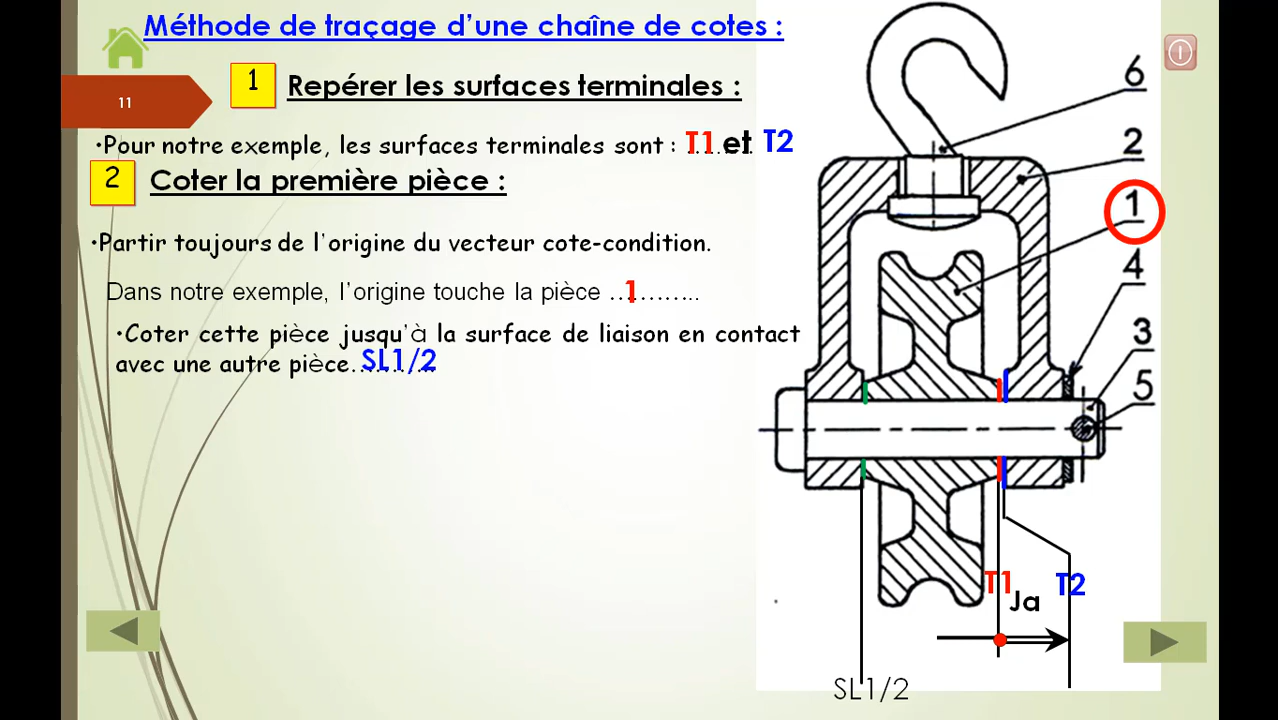 Méthode de traçage d’une chaîne de cotes :
11
1 Repérer les surfaces terminales :
•Pour notre exemple, les surfaces terminales sont : T1 et T2
2 Coter la première pièce :
•Partir toujours de l’origine du vecteur cote-condition.
Dans notre exemple, l’origine touche la pièce ...1........
•Coter cette pièce jusqu’à la surface de liaison en contact
avec une autre pièce..SL1/2
6
2
1
4
3
5
T1
T2
Ja
SL1/2